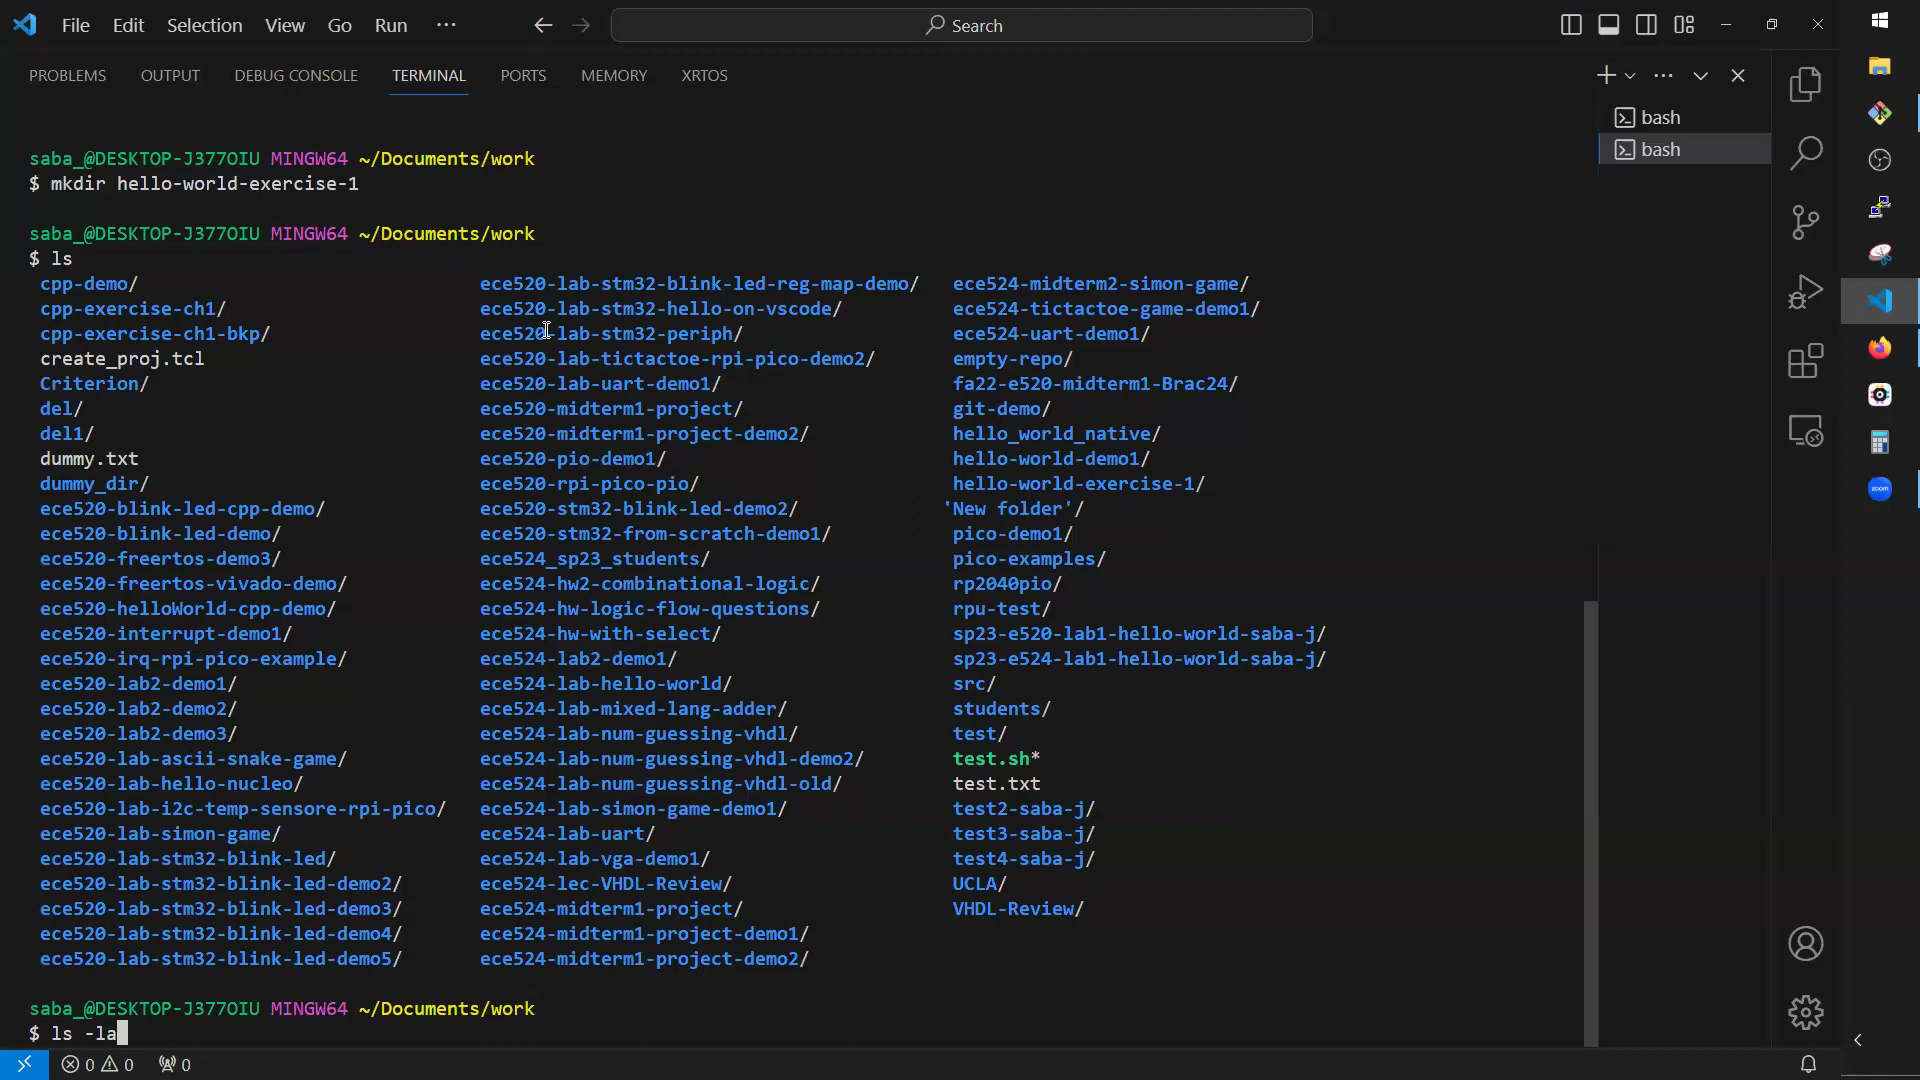 File Edit Selection View Go Run ··· Search
PROBLEMS OUTPUT DEBUG CONSOLE TERMINAL PORTS MEMORY XRTOS
bash
bash
saba_@DESKTOP-J377OIU MINGW64 ~/Documents/work
$ mkdir hello-world-exercise-1
saba_@DESKTOP-J377OIU MINGW64 ~/Documents/work
$ ls
cpp-demo/ ece520-lab-stm32-blink-led-reg-map-demo/ ece524-midterm2-simon-game/
cpp-exercise-ch1/ ece520-lab-stm32-hello-on-vscode/ ece524-tictactoe-game-demo1/
cpp-exercise-ch1-bkp/ ece520-lab-stm32-periph/ ece524-uart-demo1/
create_proj.tcl ece520-lab-tictactoe-rpi-pico-demo2/ empty-repo/
Criterion/ ece520-lab-uart-demo1/ fa22-e520-midterm1-Brac24/
del/ ece520-midterm1-project/ git-demo/
del1/ ece520-midterm1-project-demo2/ hello_world_native/
dummy.txt ece520-pio-demo1/ hello-world-demo1/
dummy_dir/ ece520-rpi-pico-pio/ hello-world-exercise-1/
ece520-blink-led-cpp-demo/ ece520-stm32-blink-led-demo2/ 'New folder'/
ece520-blink-led-demo/ ece520-stm32-from-scratch-demo1/ pico-demo1/
ece520-freertos-demo3/ ece524_sp23_students/ pico-examples/
ece520-freertos-vivado-demo/ ece524-hw2-combinational-logic/ rp2040pio/
ece520-helloWorld-cpp-demo/ ece524-hw-logic-flow-questions/ rpu-test/
ece520-interrupt-demo1/ ece524-hw-with-select/ sp23-e520-lab1-hello-world-saba-j/
ece520-irq-rpi-pico-example/ ece524-lab2-demo1/ sp23-e524-lab1-hello-world-saba-j/
ece520-lab2-demo1/ ece524-lab-hello-world/ src/
ece520-lab2-demo2/ ece524-lab-mixed-lang-adder/ students/
ece520-lab2-demo3/ ece524-lab-num-guessing-vhdl/ test/
ece520-lab-ascii-snake-game/ ece524-lab-num-guessing-vhdl-demo2/ test.sh*
ece520-lab-hello-nucleo/ ece524-lab-num-guessing-vhdl-old/ test.txt
ece520-lab-i2c-temp-sensore-rpi-pico/ ece524-lab-simon-game-demo1/ test2-saba-j/
ece520-lab-simon-game/ ece524-lab-uart/ test3-saba-j/
ece520-lab-stm32-blink-led/ ece524-lab-vga-demo1/ test4-saba-j/
ece520-lab-stm32-blink-led-demo2/ ece524-lec-VHDL-Review/ UCLA/
ece520-lab-stm32-blink-led-demo3/ ece524-midterm1-project/ VHDL-Review/
ece520-lab-stm32-blink-led-demo4/ ece524-midterm1-project-demo1/
ece520-lab-stm32-blink-led-demo5/ ece524-midterm1-project-demo2/
saba_@DESKTOP-J377OIU MINGW64 ~/Documents/work
$ ls -la
0 0 0
zoom